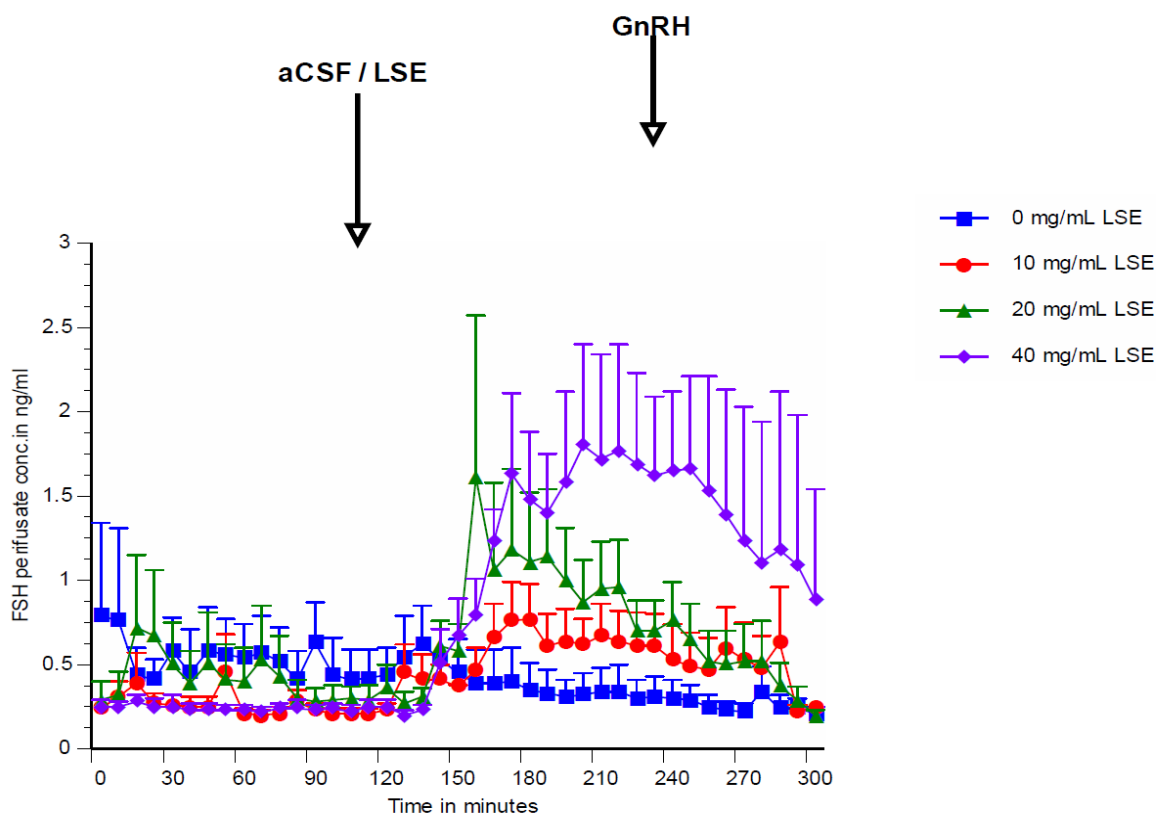 GnRH
aCSF / LSE
0 mg/mL LSE
10 mg/mL LSE
20 mg/mL LSE
40 mg/mL LSE
FSH perifusate conc.in ng/ml
3
2.5
2
1.5
1
0.5
0
0 30 60 90 120 150 180 210 240 270 300
Time in minutes